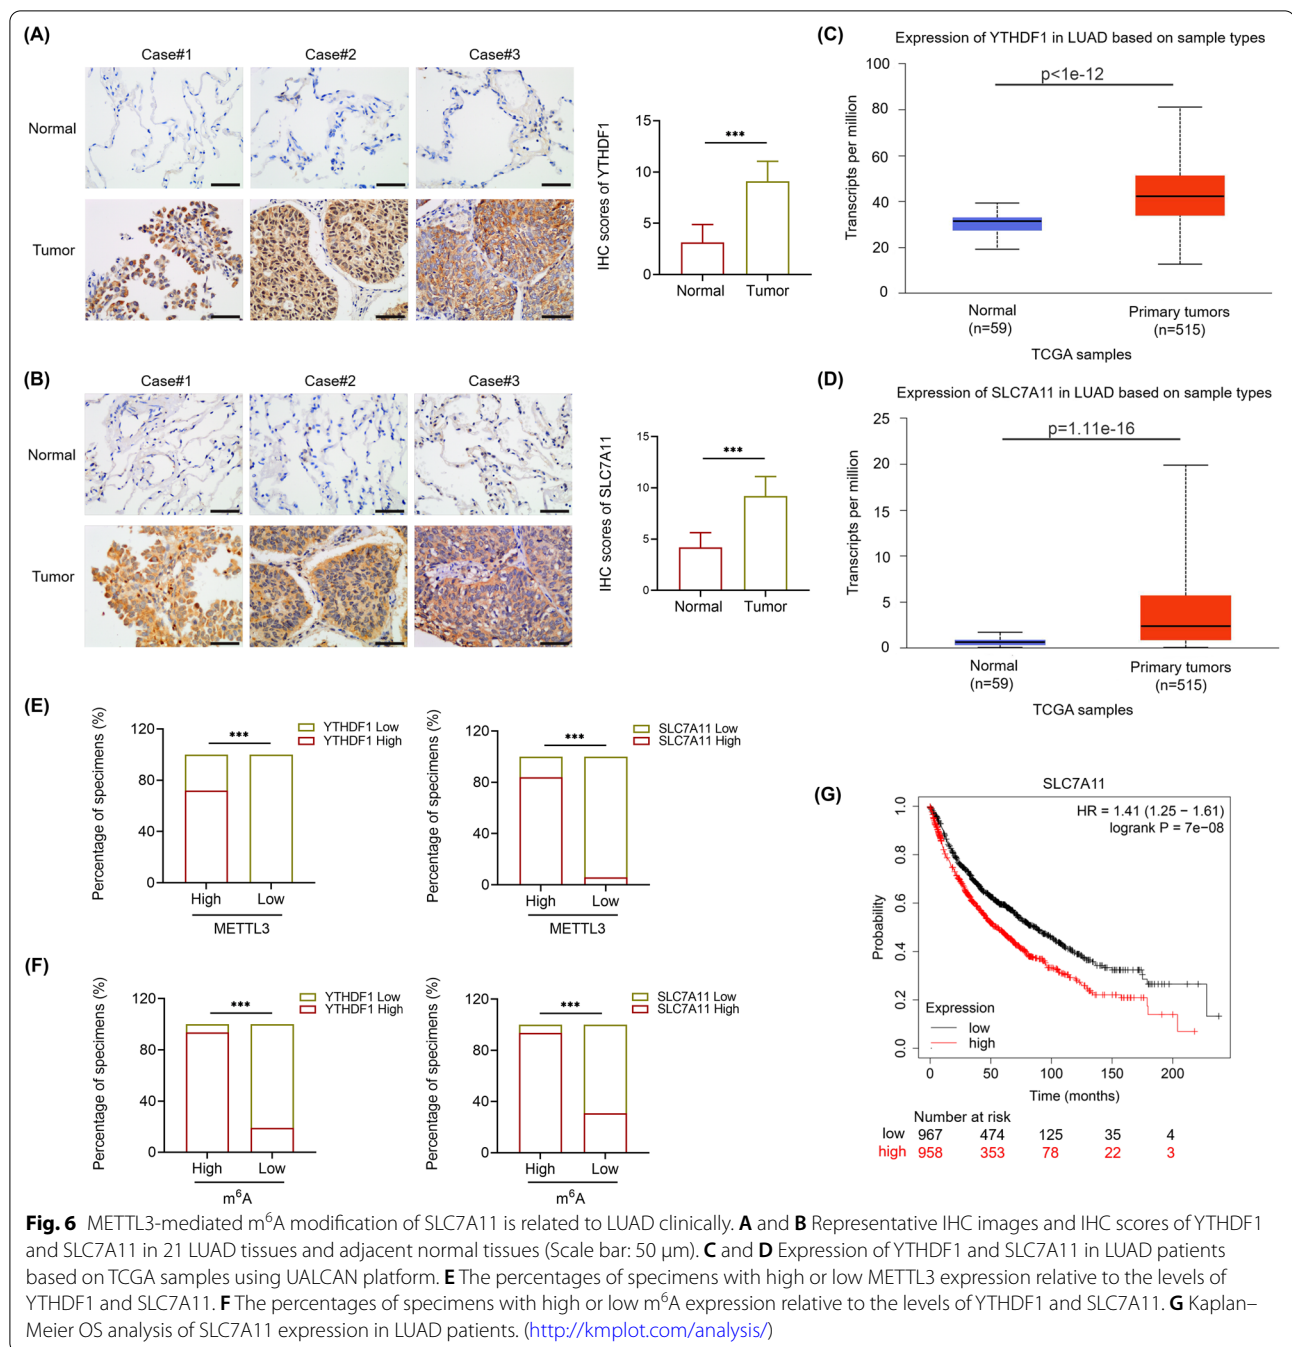 (A)
Case#1 Case#2 Case#3
Normal
Tumor
IHC scores of YTHDF1
15
10
5
0
***
Normal Tumor
(C)
Expression of YTHDF1 in LUAD based on sample types
p<1e-12
Transcripts per million
100
80
60
40
20
0
Normal
(n=59)
Primary tumors
(n=515)
TCGA samples
(B)
Case#1 Case#2 Case#3
Normal
Tumor
IHC scores of SLC7A11
15
10
5
0
***
Normal Tumor
(D)
Expression of SLC7A11 in LUAD based on sample types
p=1.11e-16
Transcripts per million
25
20
15
10
5
0
Normal
(n=59)
Primary tumors
(n=515)
TCGA samples
(E)
Percentage of specimens (%)
120
80
40
0
***
YTHDF1 Low
YTHDF1 High
High Low
METTL3
Percentage of specimens (%)
120
80
40
0
***
SLC7A11 Low
SLC7A11 High
High Low
METTL3
(F)
Percentage of specimens (%)
120
80
40
0
***
YTHDF1 Low
YTHDF1 High
High Low
m⁶A
Percentage of specimens (%)
120
80
40
0
***
SLC7A11 Low
SLC7A11 High
High Low
m⁶A
(G)
SLC7A11
HR = 1.41 (1.25 − 1.61)
logrank P = 7e−08
Probability
1.0
0.8
0.6
0.4
0.2
0.0
Expression
low
high
0 50 100 150 200
Time (months)
Number at risk
low 967 474 125 35 4
high 958 353 78 22 3
Fig. 6 METTL3-mediated m⁶A modification of SLC7A11 is related to LUAD clinically. A and B Representative IHC images and IHC scores of YTHDF1
and SLC7A11 in 21 LUAD tissues and adjacent normal tissues (Scale bar: 50 μm). C and D Expression of YTHDF1 and SLC7A11 in LUAD patients
based on TCGA samples using UALCAN platform. E The percentages of specimens with high or low METTL3 expression relative to the levels of
YTHDF1 and SLC7A11. F The percentages of specimens with high or low m⁶A expression relative to the levels of YTHDF1 and SLC7A11. G Kaplan–
Meier OS analysis of SLC7A11 expression in LUAD patients. (http://kmplot.com/analysis/)